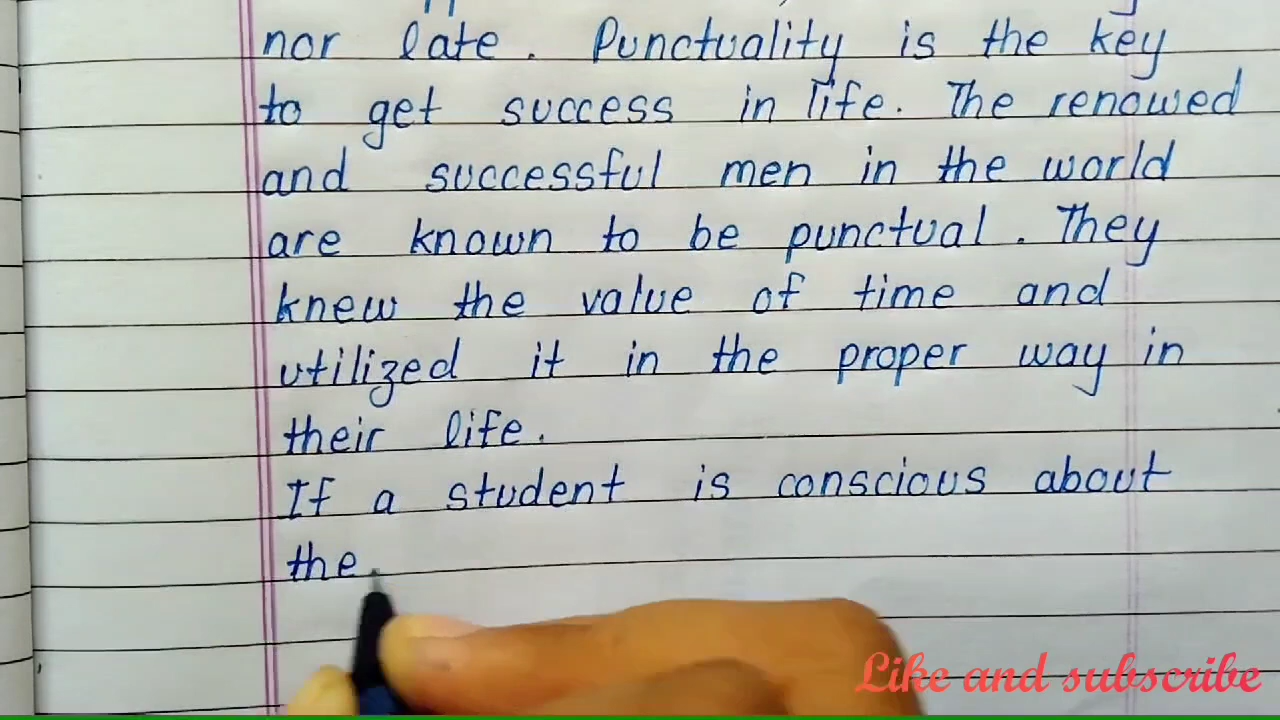 nor late. Punctuality is the key
to get success in life. The renowed
and successful men in the world
are known to be punctual. They
knew the value of time and
utilized it in the proper way in
their life.
If a student is conscious about
the
Like and subscribe